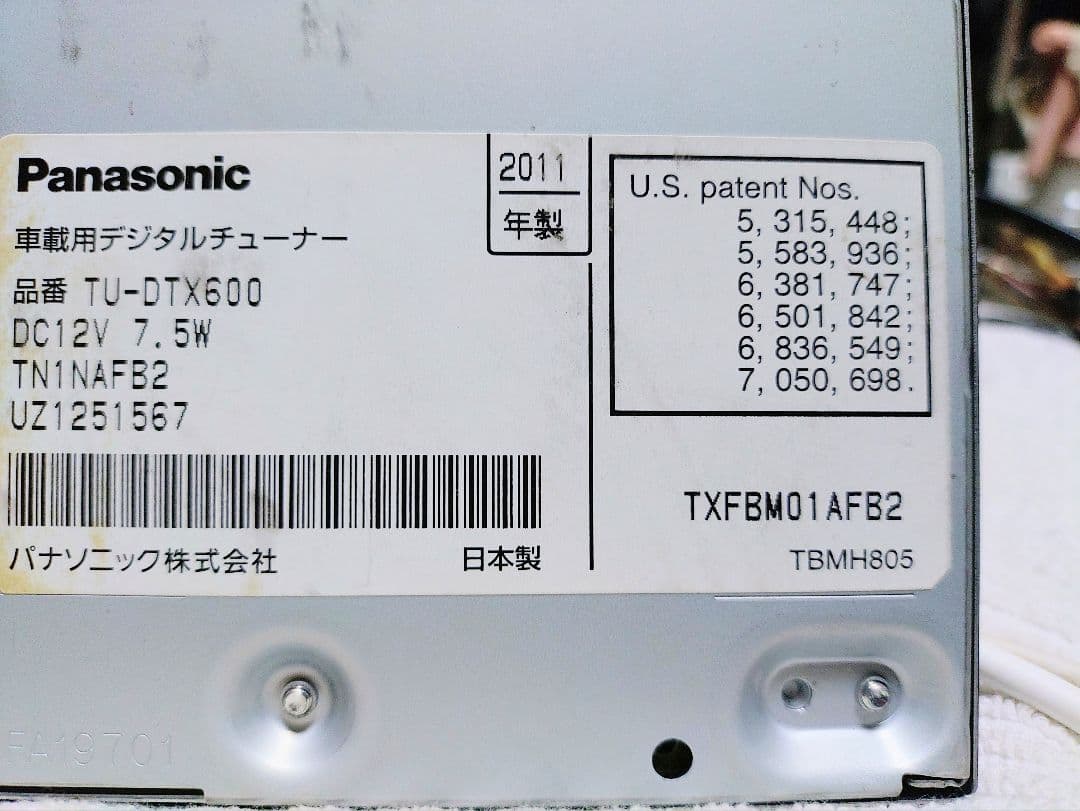 Panasonic
車載用デジタルチューナー
品番 TU-DTX600
DC12V 7.5W
TN1NAFB2
UZ1251567
パナソニック株式会社
日本製
2011
年製
U.S. patent Nos.
5, 315, 448;
5, 583, 936;
6, 381, 747;
6, 501, 842;
6, 836, 549;
7, 050, 698.
TXFBM01AFB2
TBMH805
FA19701